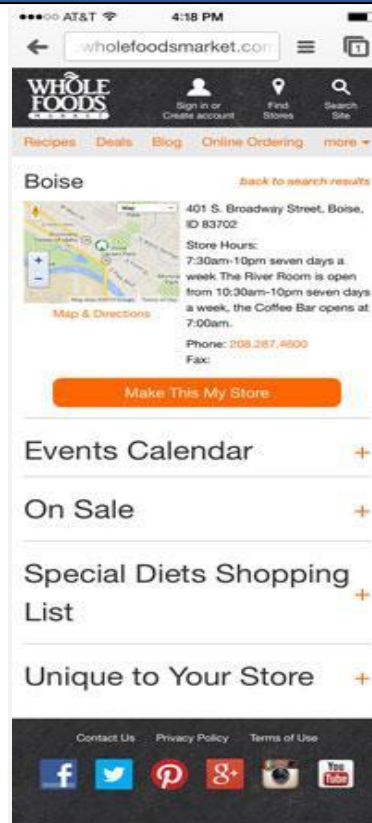 AT&T 4:18 PM
wholefoodsmarket.com
WHOLE
FOODS
MARKET
Sign in or
Create account
Find
Stores
Search
Site
Recipes Deals Blog Online Ordering more
Boise
back to search results
Map
401 S. Broadway Street, Boise,
ID 83702
Store Hours:
7:30am-10pm seven days a
week The River Room is open
from 10:30am-10pm seven days
a week, the Coffee Bar opens at
7:00am.
Map & Directions
Phone: 208.287.4600
Fax:
Make This My Store
Events Calendar +
On Sale +
Special Diets Shopping
List +
Unique to Your Store +
Contact Us Privacy Policy Terms of Use
f
8+
You
Tube